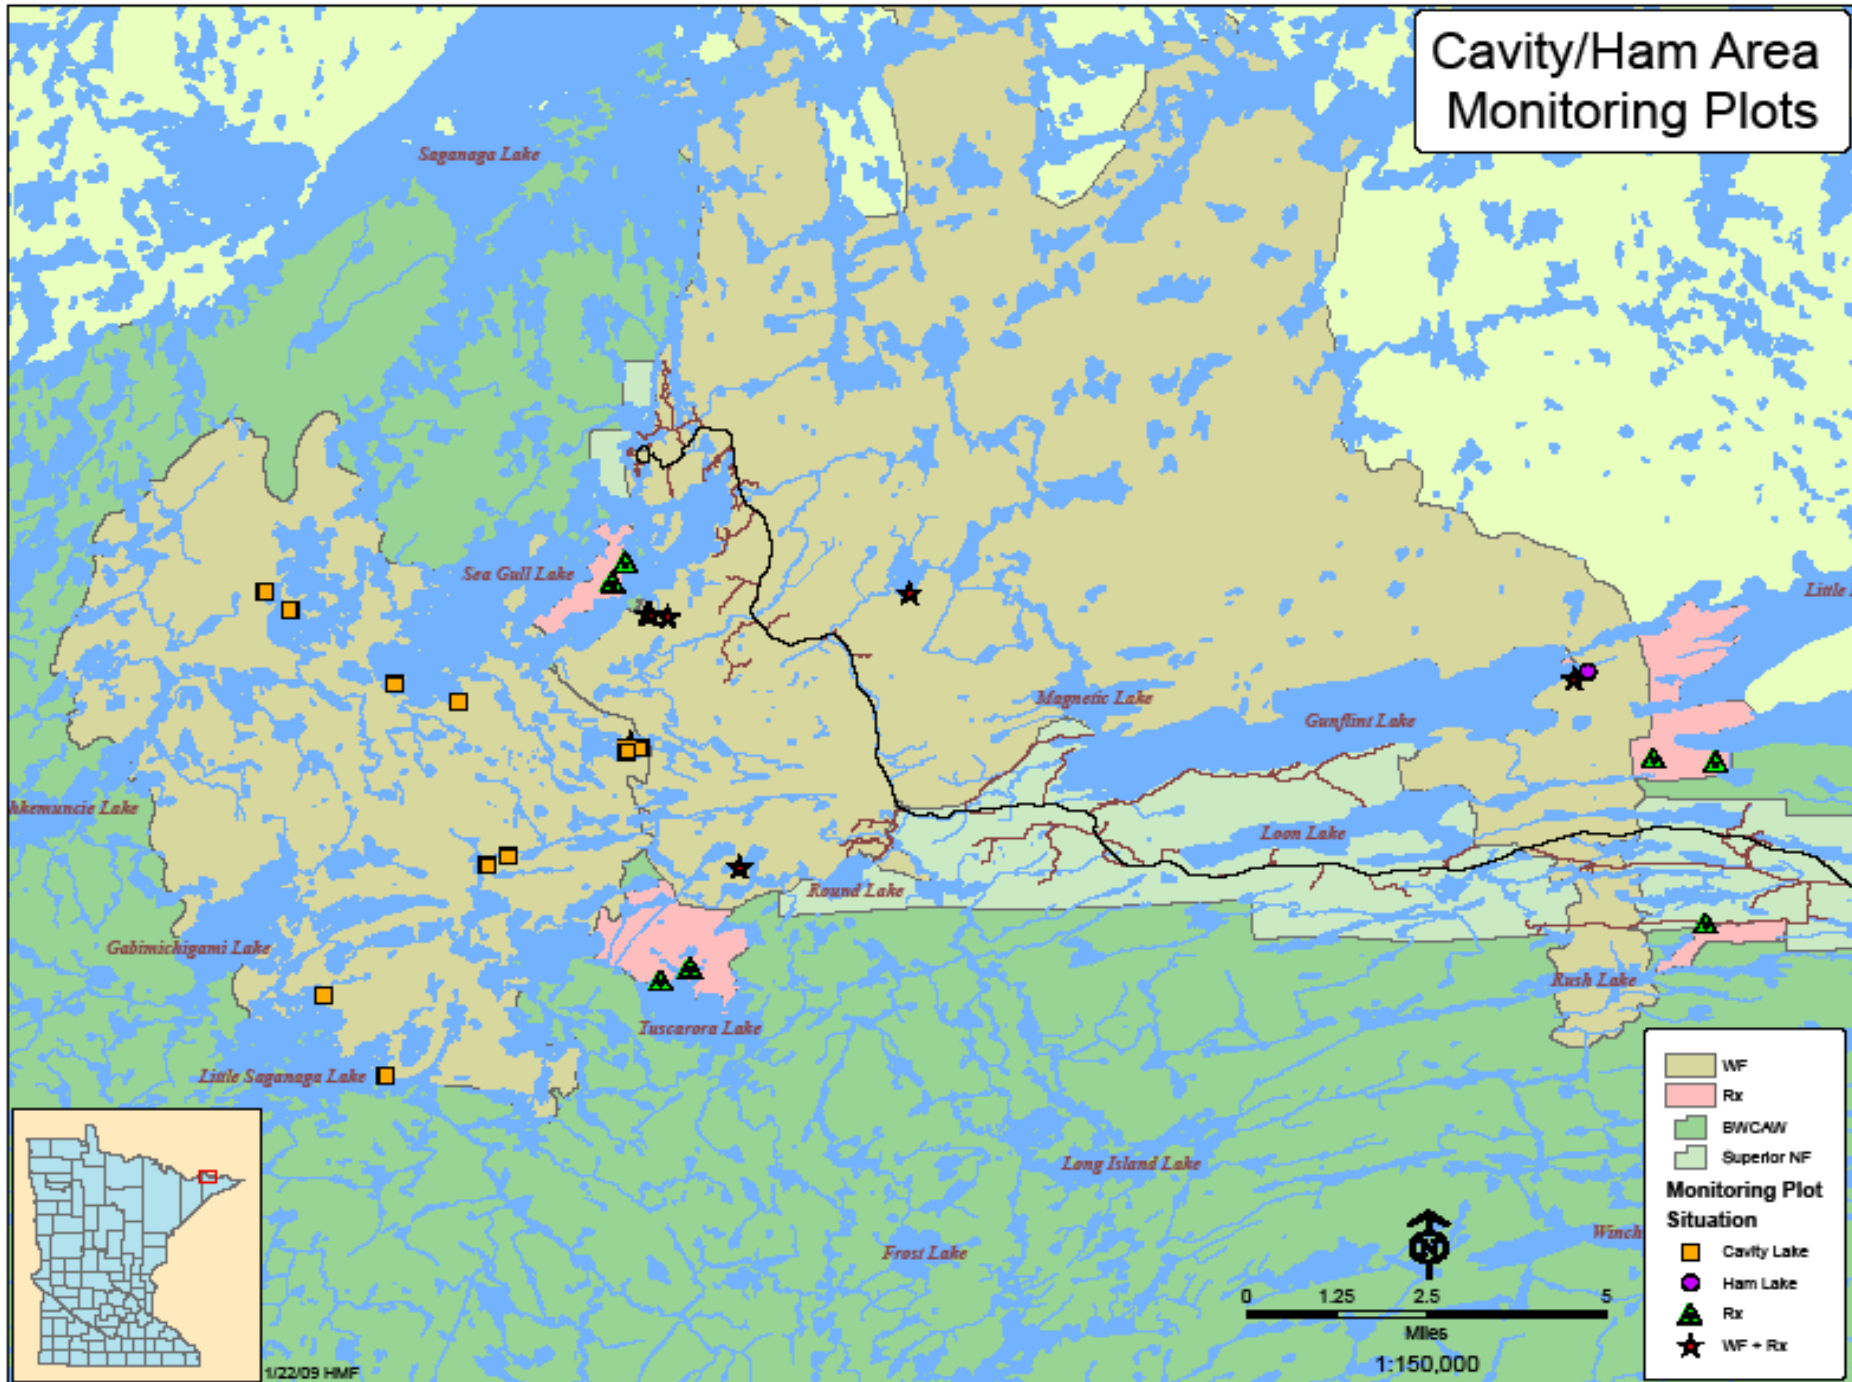 Cavity/Ham Area
Monitoring Plots
Saganaga Lake
Sea Gull Lake
Little
Magnetic Lake
Gunflint Lake
hkemuncie Lake
Loon Lake
Round Lake
Gabimichigami Lake
Rush Lake
Tuscarora Lake
Little Saganaga Lake
Long Island Lake
Frost Lake
Winch
WF
Rx
BWCAW
Superior NF
Monitoring Plot
Situation
Cavity Lake
Ham Lake
Rx
WF + Rx
N
0 1.25 2.5 5
Miles
1:150,000
1/22/09 HMF